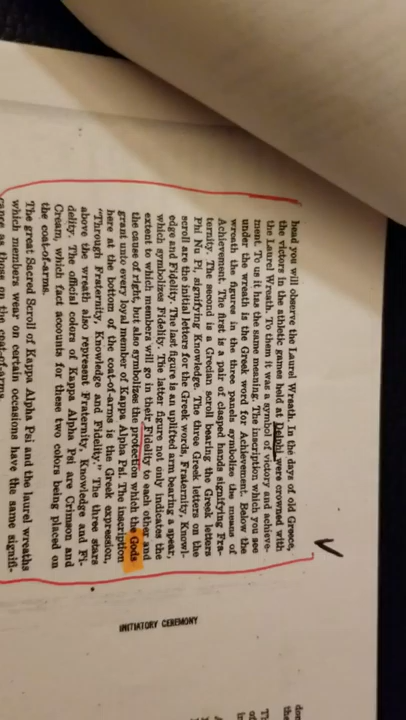 head you will observe the Laurel Wreath. In the days of old Greece,
the victors in the athletic games held at Delphi were crowned with
the Laurel Wreath. To them it was a symbol of victory and achieve-
ment. To us it has the same meaning. The inscription which you see
under the wreath is the Greek word for Achievement. Below the
wreath the figures in the three panels symbolize the means of
Achievement. The first is a pair of clasped hands signifying Fra-
ternity. The second is a Grecian scroll bearing the Greek letters
Phi Nu Pi, signifying Knowledge. The three Greek letters on the
scroll are the initial letters for the Greek words, Fraternity, Knowl-
edge and Fidelity. The last figure is an uplifted arm bearing a spear,
which symbolizes Fidelity. The latter figure not only indicates the
extent to which members will go in their fidelity to each other and
the cause of right, but also symbolizes the protection which the Gods
grant unto every loyal member of Kappa Alpha Psi. The inscription
here at the bottom of the coat-of-arms is the Greek expression,
"Through Fraternity, Knowledge and Fidelity." The three stars
above the wreath also represent Fraternity, Knowledge and Fi-
delity. The official colors of Kappa Alpha Psi are Crimson and
Cream, which fact accounts for these two colors being placed on
the coat-of-arms.
The great Sacred Scroll of Kappa Alpha Psi and the laurel wreaths
which members wear on certain occasions have the same signifi-
cance as those on the coat-of-arms.
INITIATORY CEREMONY